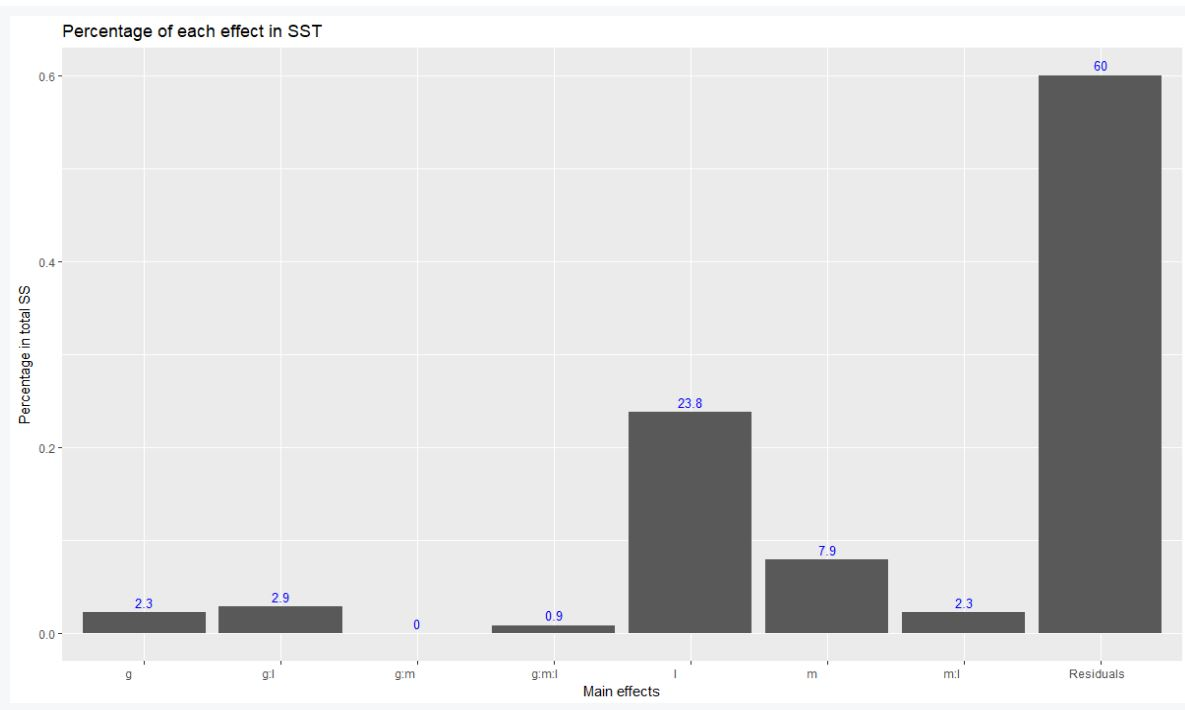 Percentage of each effect in SST
Percentage in total SS
0.6
0.4
0.2
0.0
2.3
2.9
0
0.9
23.8
7.9
2.3
60
g
g:l
g:m
g:m:l
l
m
m:l
Residuals
Main effects